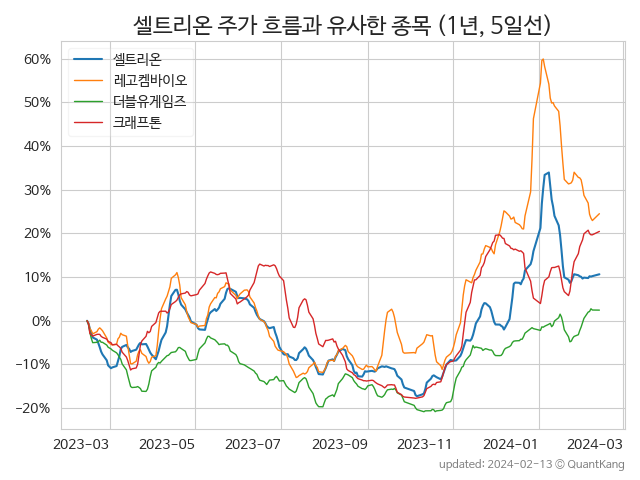 셀트리온 주가 흐름과 유사한 종목 (1년, 5일선)
셀트리온
레고켐바이오
더블유게임즈
크래프톤
60%
50%
40%
30%
20%
10%
0%
−10%
−20%
2023-03 2023-05 2023-07 2023-09 2023-11 2024-01 2024-03
updated: 2024-02-13 © QuantKang